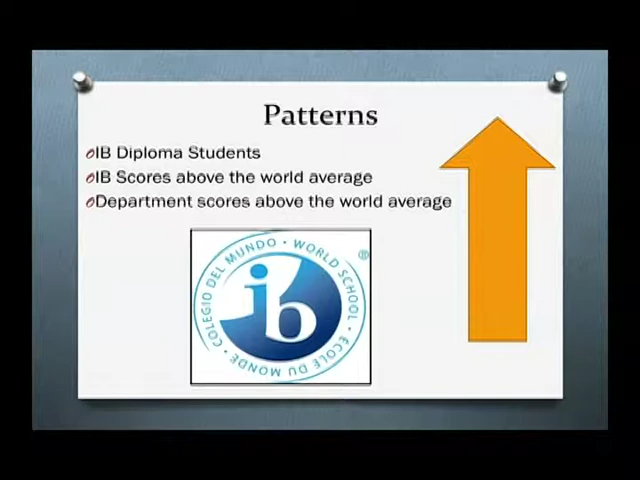 Patterns
IB Diploma Students
IB Scores above the world average
Department scores above the world average
COLEGIO DEL MUNDO · WORLD SCHOOL · ÉCOLE DU MONDE ·
®
ib